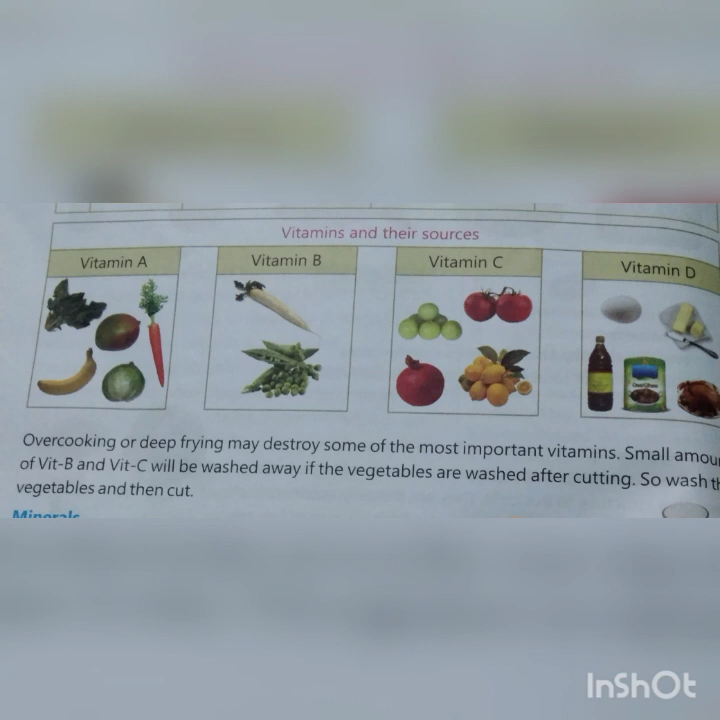 Vitamins and their sources
Vitamin A
Vitamin B
Vitamin C
Vitamin D
Overcooking or deep frying may destroy some of the most important vitamins. Small
of Vit-B and Vit-C will be washed away if the vegetables are washed after cutting. So wash
vegetables and then cut.
Minerals
InShOt